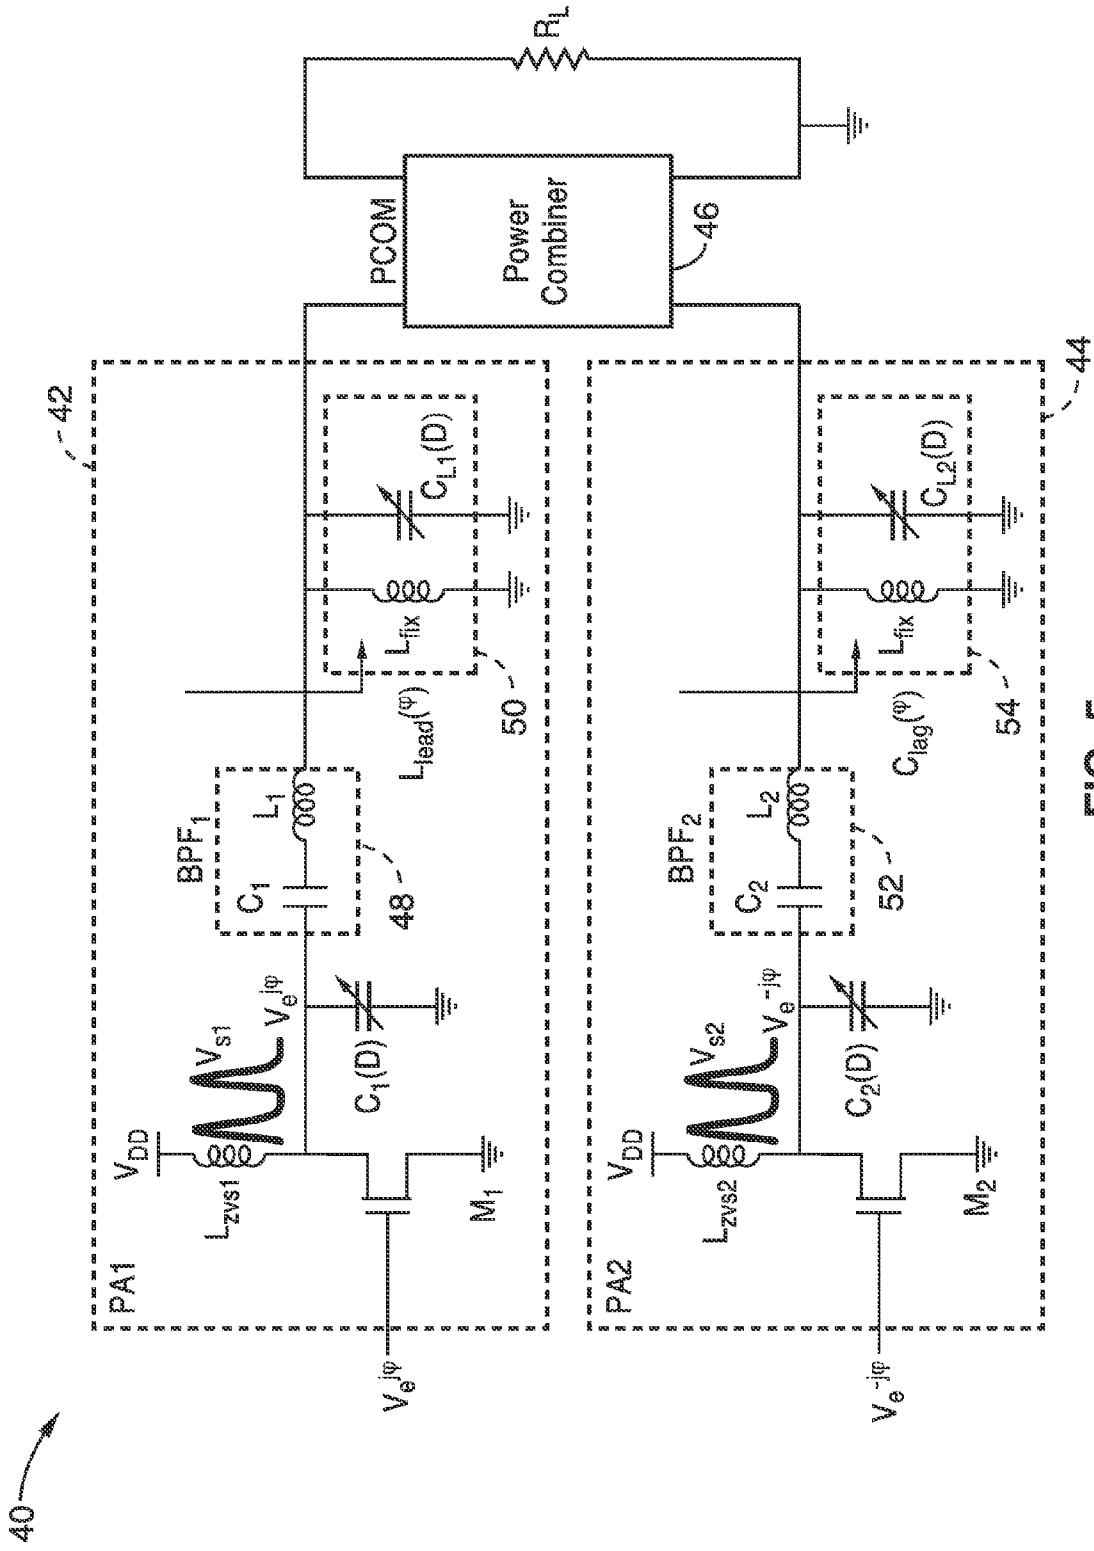 40
42
PA1
V_DD
L_zvs1
V_s1
V_e^jφ
BPF_1
C_1
L_1
48
C_1(D)
M_1
V_e^jφ
L_lead(φ)
L_fix
C_L1(D)
50
PCOM
Power
Combiner
46
R_L
PA2
V_DD
L_zvs2
V_s2
V_e^-jφ
BPF_2
C_2
L_2
52
C_2(D)
M_2
V_e^-jφ
C_lag(φ)
L_fix
C_L2(D)
54
44